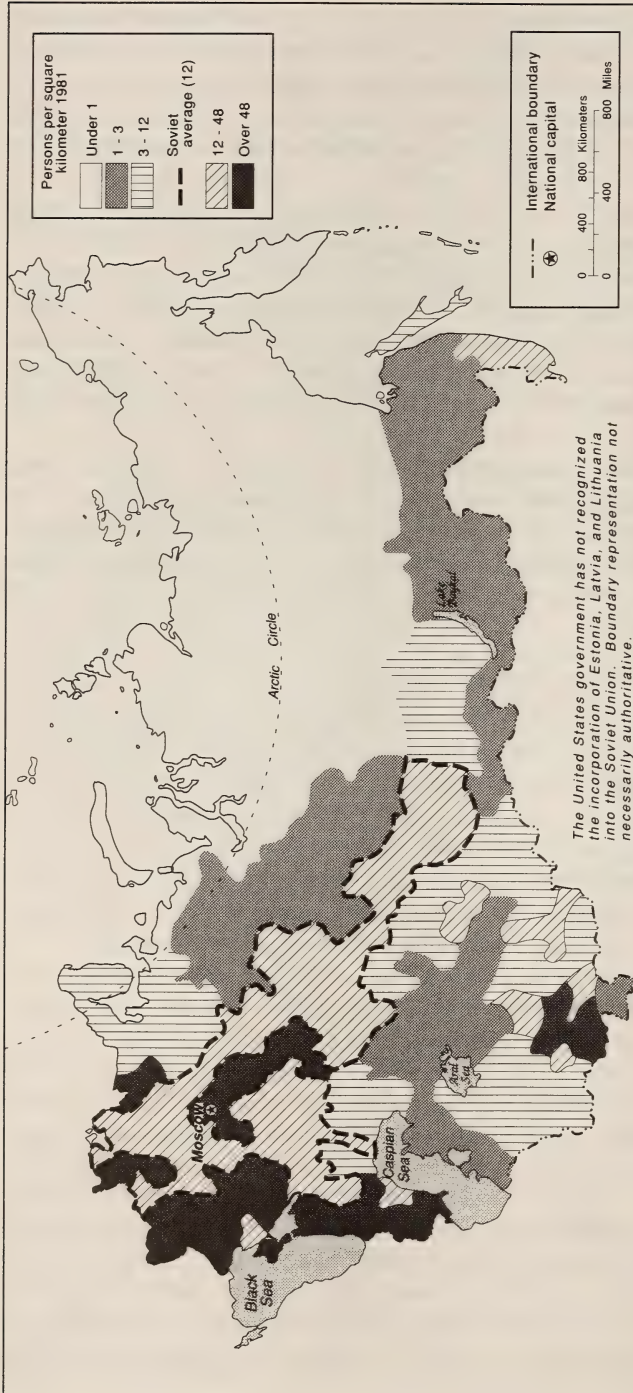 Persons per square
kilometer 1981
Under 1
1 - 3
3 - 12
Soviet
average (12)
12 - 48
Over 48
Arctic Circle
Moscow
Lake
Baykal
Aral
Sea
Caspian
Sea
Black
Sea
International boundary
National capital
0 400 800 Kilometers
0 400 800 Miles
The United States government has not recognized
the incorporation of Estonia, Latvia, and Lithuania
into the Soviet Union. Boundary representation not
necessarily authoritative.